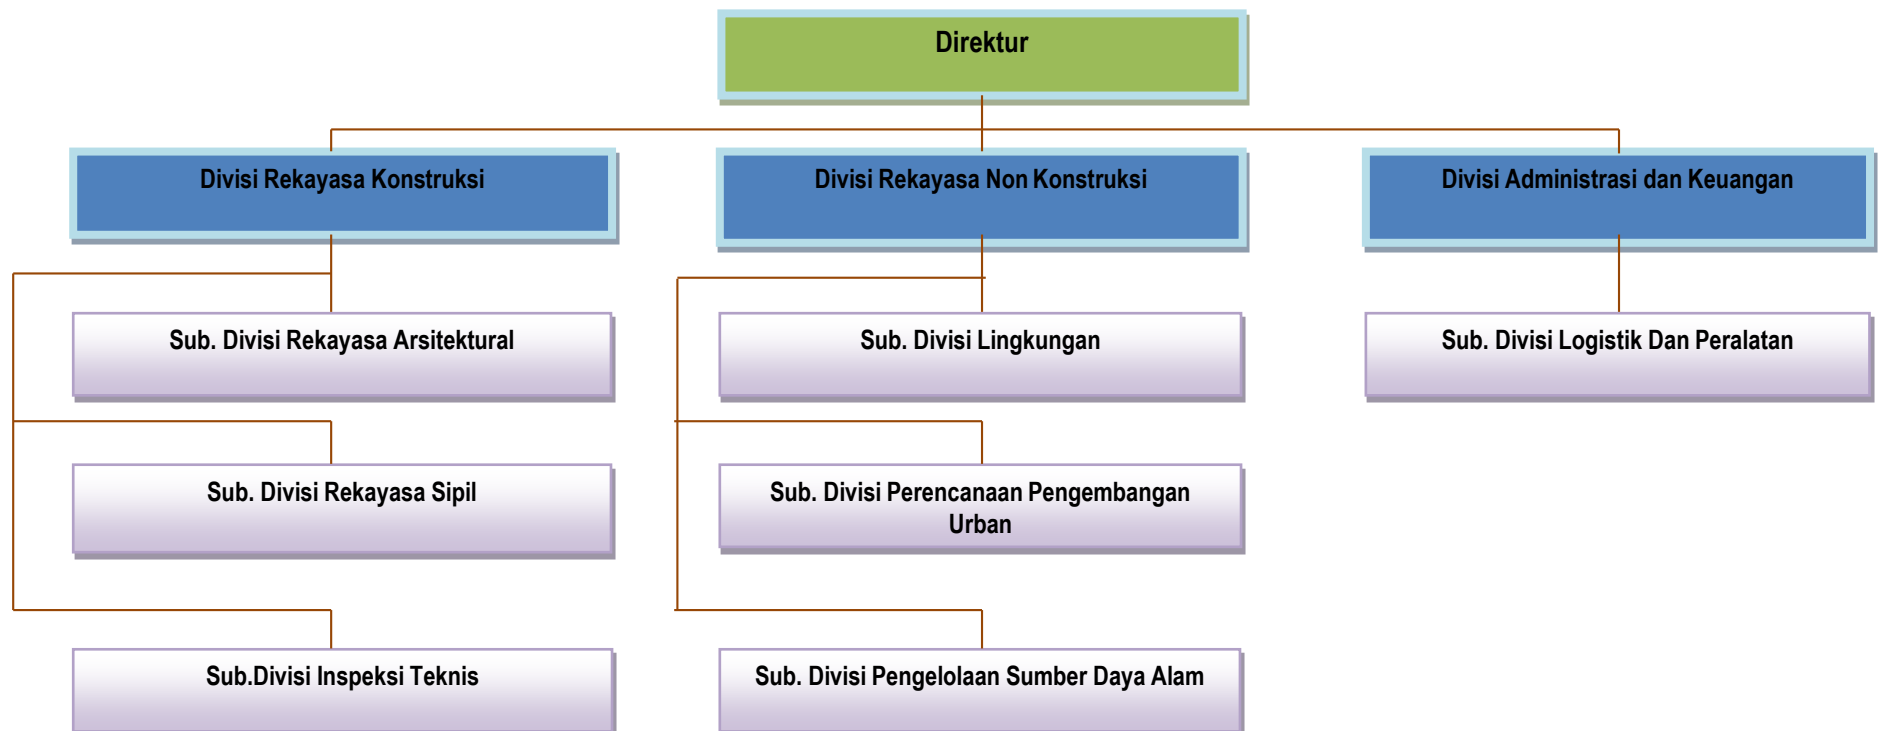 Direktur
Divisi Rekayasa Konstruksi
Divisi Rekayasa Non Konstruksi
Divisi Administrasi dan Keuangan
Sub. Divisi Rekayasa Arsitektural
Sub. Divisi Lingkungan
Sub. Divisi Logistik Dan Peralatan
Sub. Divisi Rekayasa Sipil
Sub. Divisi Perencanaan Pengembangan
Urban
Sub.Divisi Inspeksi Teknis
Sub. Divisi Pengelolaan Sumber Daya Alam